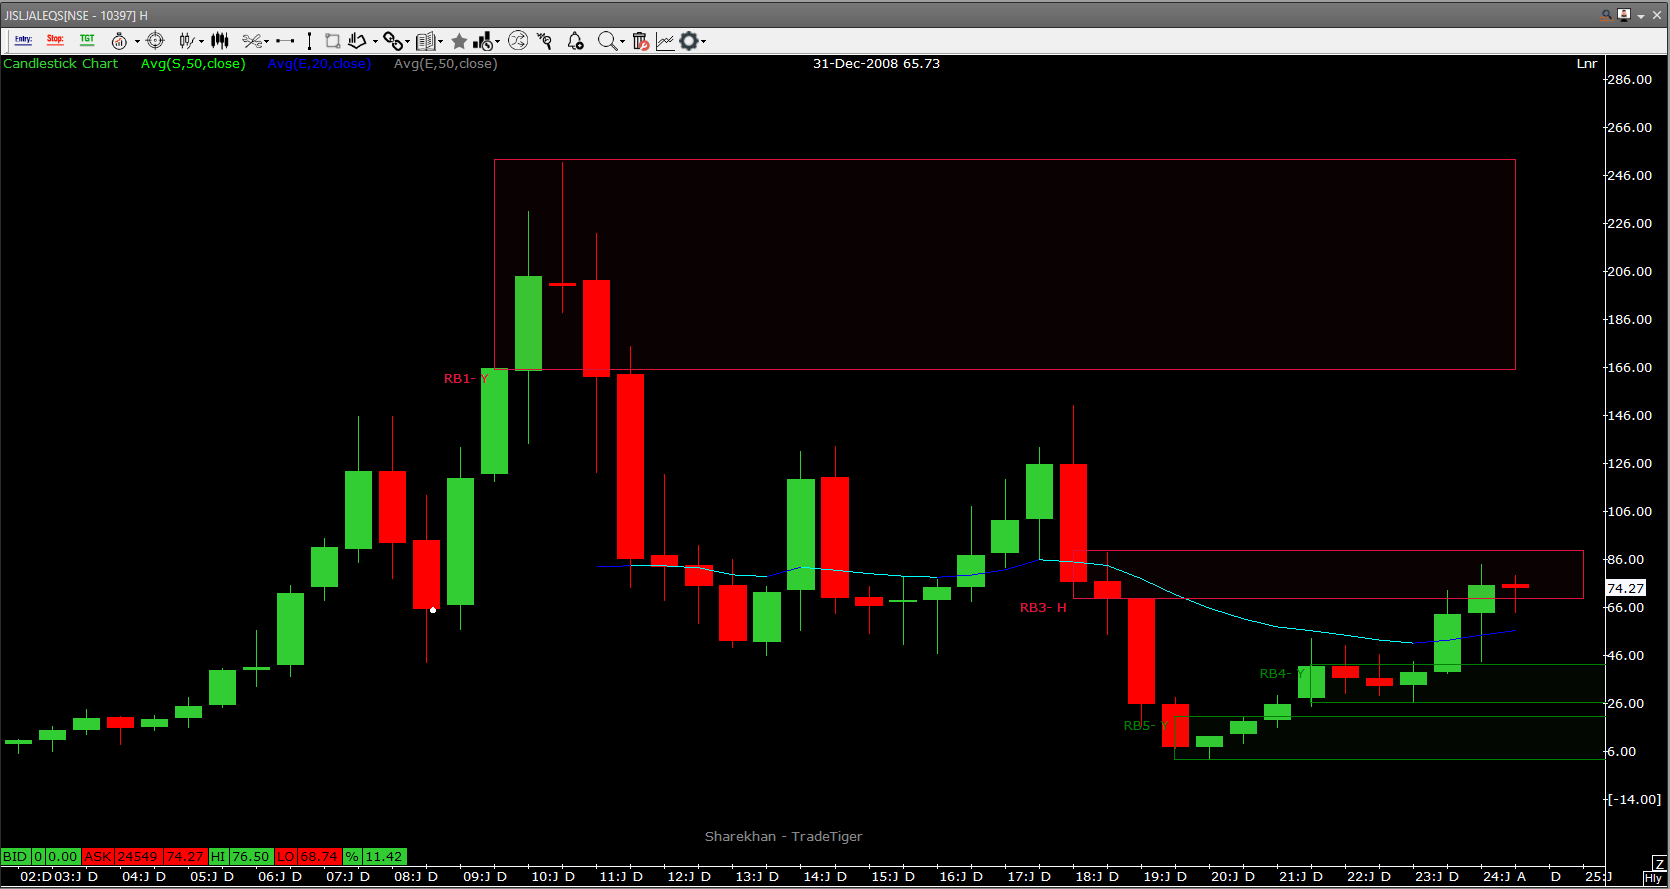 JISLJALEQS[NSE - 10397] H
Entry: Stop: TGT
Candlestick Chart Avg(S,50,close) Avg(E,20,close) Avg(E,50,close) 31-Dec-2008 65.73 Lnr
286.00
266.00
246.00
226.00
206.00
186.00
166.00
RB1- Y
146.00
126.00
106.00
86.00
74.27
RB3- H
66.00
46.00
RB4- Y
26.00
RB5- Y
6.00
[-14.00]
Sharekhan - TradeTiger
BID 0 0.00 ASK 24549 74.27 HI 76.50 LO 68.74 % 11.42
Z
02:D 03:J D 04:J D 05:J D 06:J D 07:J D 08:J D 09:J D 10:J D 11:J D 12:J D 13:J D 14:J D 15:J D 16:J D 17:J D 18:J D 19:J D 20:J D 21:J D 22:J D 23:J D 24:J A D 25:J
Hly